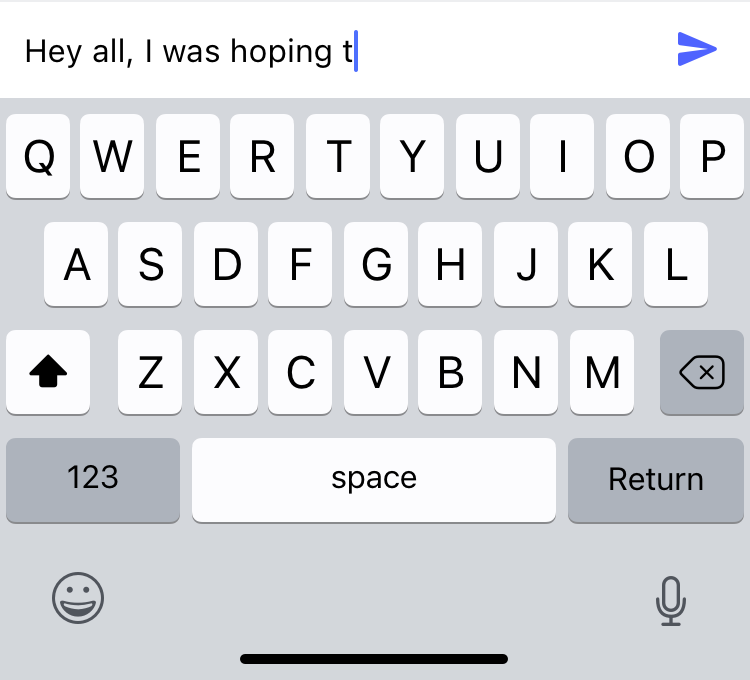 Hey all, I was hoping t
Q W E R T Y U I O P
A S D F G H J K L
Z X C V B N M
123 space Return